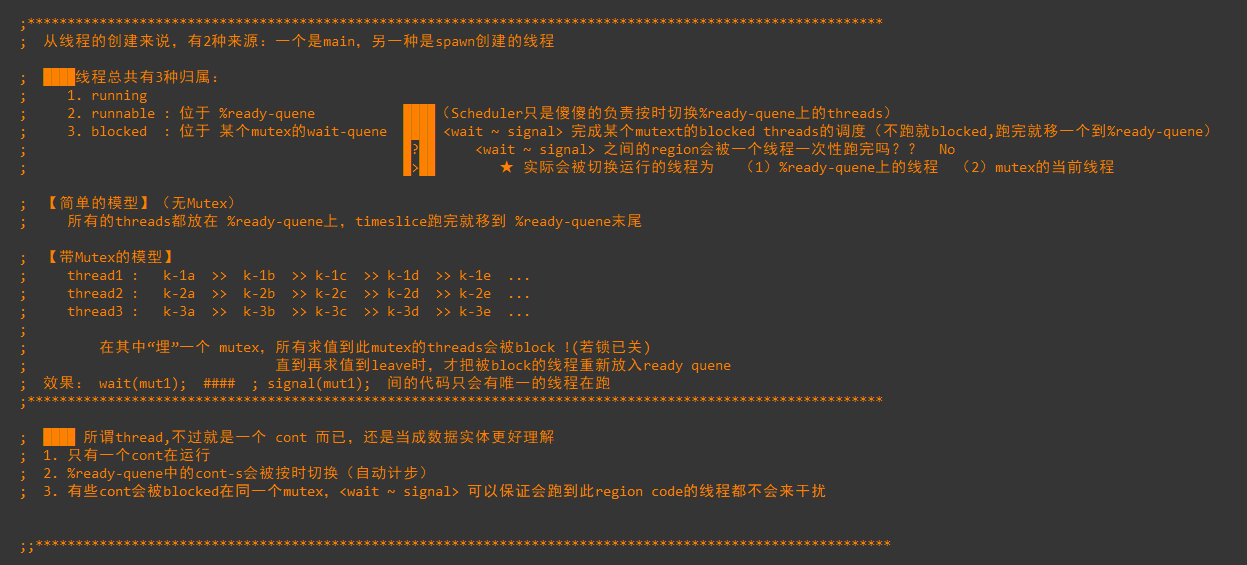 ;***********************************************************************************************************
;  从线程的创建来说，有2种来源：一个是main，另一种是spawn创建的线程
;  ████线程总共有3种归属：
;     1. running
;     2. runnable : 位于 %ready-quene           ████（Scheduler只是傻傻的负责按时切换%ready-quene上的threads）
;     3. blocked  : 位于 某个mutex的wait-quene  ████ <wait ~ signal> 完成某个mutext的blocked threads的调度（不跑就blocked,跑完就移一个到%ready-quene）
;                                               █?██     <wait ~ signal> 之间的region会被一个线程一次性跑完吗？？  No
;                                               █>██        ★ 实际会被切换运行的线程为   （1）%ready-quene上的线程  （2）mutex的当前线程
;  【简单的模型】（无Mutex）
;     所有的threads都放在 %ready-quene上，timeslice跑完就移到 %ready-quene末尾
;  【带Mutex的模型】
;     thread1 :   k-1a  >>  k-1b  >> k-1c  >> k-1d  >> k-1e  ...
;     thread2 :   k-2a  >>  k-2b  >> k-2c  >> k-2d  >> k-2e  ...
;     thread3 :   k-3a  >>  k-3b  >> k-3c  >> k-3d  >> k-3e  ...
;
;         在其中“埋”一个 mutex，所有求值到此mutex的threads会被block !(若锁已关)
;                               直到再求值到leave时，才把被block的线程重新放入ready quene
;  效果： wait(mut1);  ####  ; signal(mut1);  间的代码只会有唯一的线程在跑
;***********************************************************************************************************
;  ████ 所谓thread,不过就是一个 cont 而已，还是当成数据实体更好理解
;  1. 只有一个cont在运行
;  2. %ready-quene中的cont-s会被按时切换（自动计步）
;  3. 有些cont会被blocked在同一个mutex，<wait ~ signal> 可以保证会跑到此region code的线程都不会来干扰
;;***********************************************************************************************************